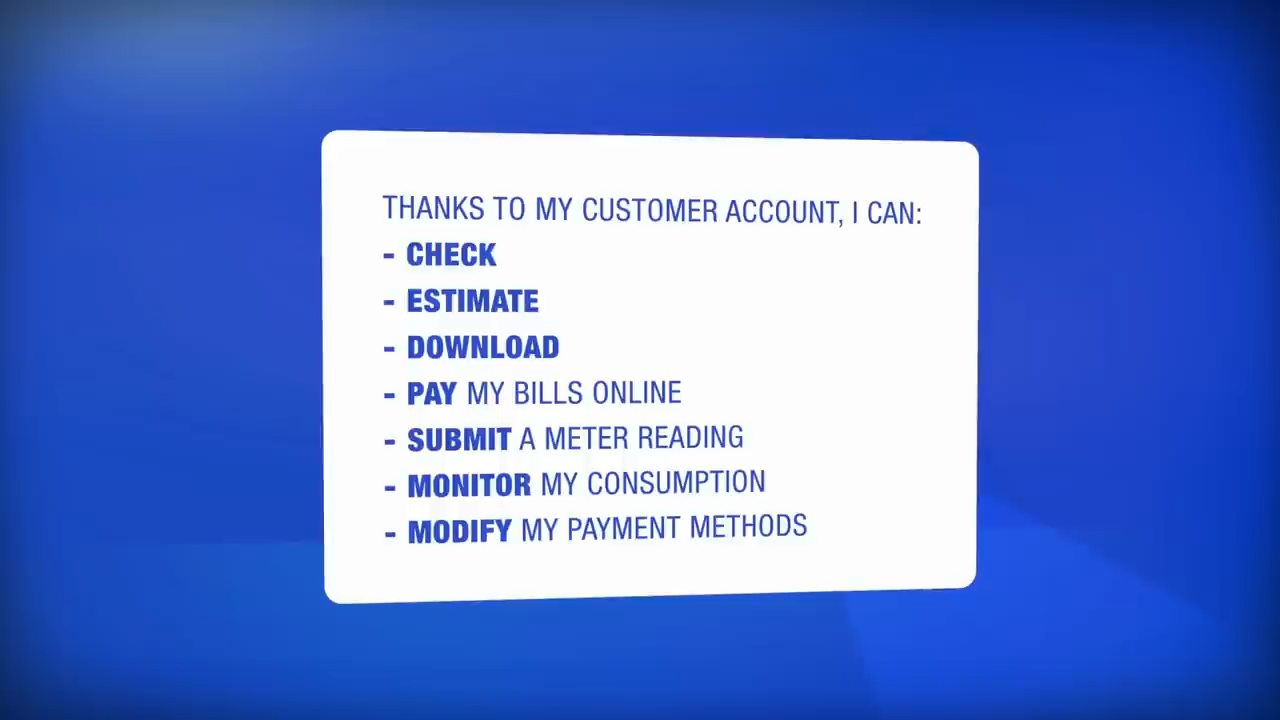 THANKS TO MY CUSTOMER ACCOUNT, I CAN:
- CHECK
- ESTIMATE
- DOWNLOAD
- PAY MY BILLS ONLINE
- SUBMIT A METER READING
- MONITOR MY CONSUMPTION
- MODIFY MY PAYMENT METHODS